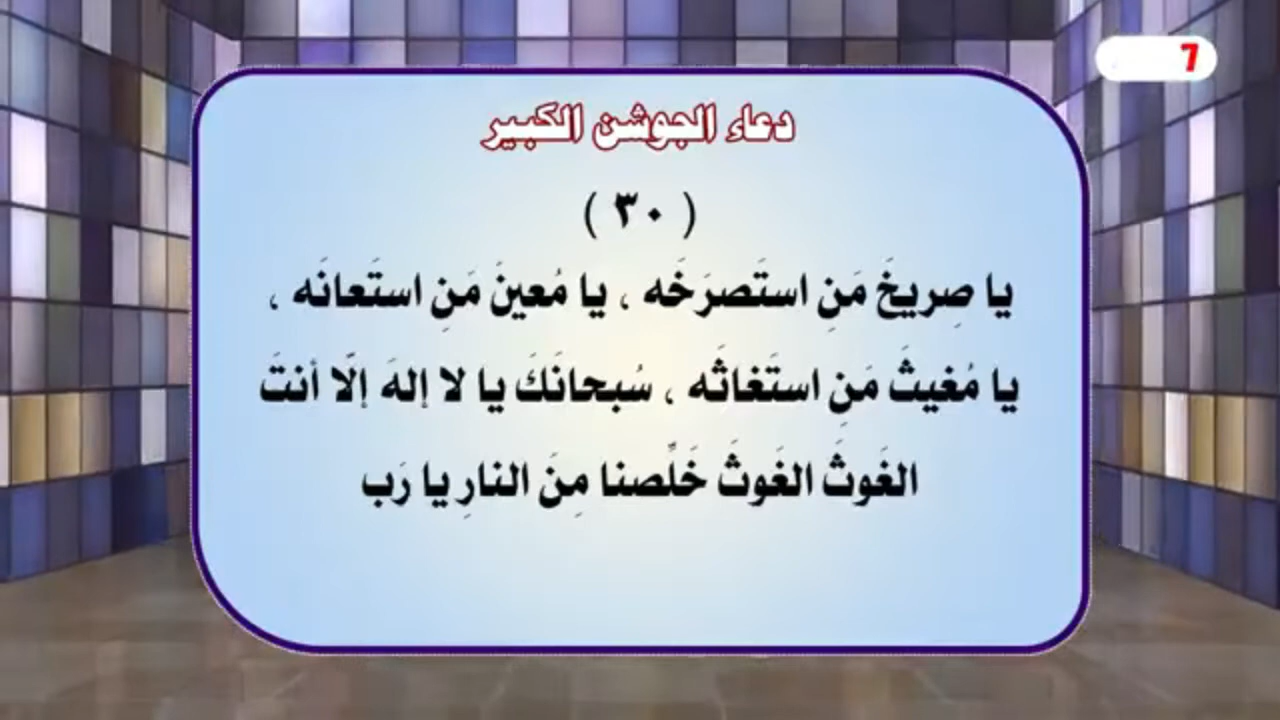 7
دعاء الجوشن الكبير
( ٣٠ )
يا صِريخَ مَنِ استَصرَخَه ، يا مُعينَ مَنِ استَعانَه ،
يا مُغيثَ مَنِ استَغاثَه ، سُبحانَكَ يا لا إلهَ إلّا أنتَ
الغَوثَ الغَوثَ خَلِّصنا مِنَ النارِ يا رَب